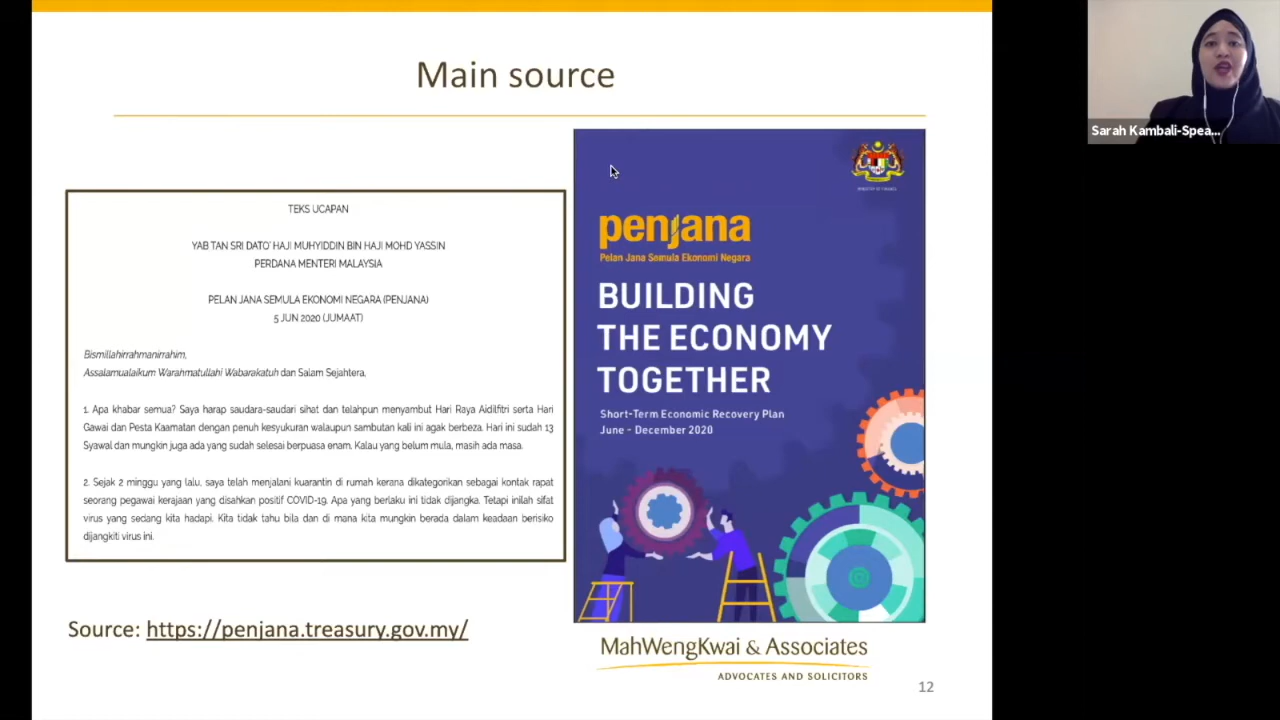 Main source
TEKS UCAPAN
YAB TAN SRI DATO' HAJI MUHYIDDIN BIN HAJI MOHD YASSIN
PERDANA MENTERI MALAYSIA
PELAN JANA SEMULA EKONOMI NEGARA (PENJANA)
5 JUN 2020 (JUMAAT)
Bismillahirrahmanirrahim,
Assalamualaikum Warahmatullahi Wabarakatuh dan Salam Sejahtera,
1. Apa khabar semua? Saya harap saudara-saudari sihat dan telahpun menyambut Hari Raya Aidilfitri serta Hari
Gawai dan Pesta Kaamatan dengan penuh kesyukuran walaupun sambutan kali ini agak berbeza. Hari ini sudah 13
Syawal dan mungkin juga ada yang sudah selesai berpuasa enam. Kalau yang belum mula, masih ada masa.
2. Sejak 2 minggu yang lalu, saya telah menjalani kuarantin di rumah kerana dikategorikan sebagai kontak rapat
seorang pegawai kerajaan yang disahkan positif COVID-19. Apa yang berlaku ini tidak dijangka. Tetapi inilah sifat
virus yang sedang kita hadapi. Kita tidak tahu bila dan di mana kita mungkin berada dalam keadaan berisiko
dijangkiti virus ini.
MINISTRY OF FINANCE
penjana
Pelan Jana Semula Ekonomi Negara
BUILDING
THE ECONOMY
TOGETHER
Short-Term Economic Recovery Plan
June - December 2020
Source: https://penjana.treasury.gov.my/
MahWengKwai & Associates
ADVOCATES AND SOLICITORS
12
Sarah Kambali-Spea...